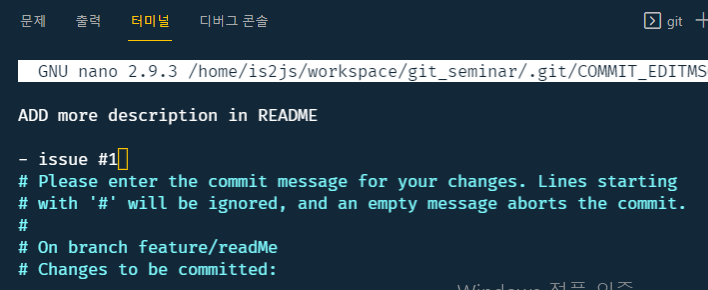 문제 출력 터미널 디버그 콘솔 git
GNU nano 2.9.3 /home/is2js/workspace/git_seminar/.git/COMMIT_EDITMS
ADD more description in README
- issue #1
# Please enter the commit message for your changes. Lines starting
# with '#' will be ignored, and an empty message aborts the commit.
#
# On branch feature/readMe
# Changes to be committed:
Windows 정품 인증